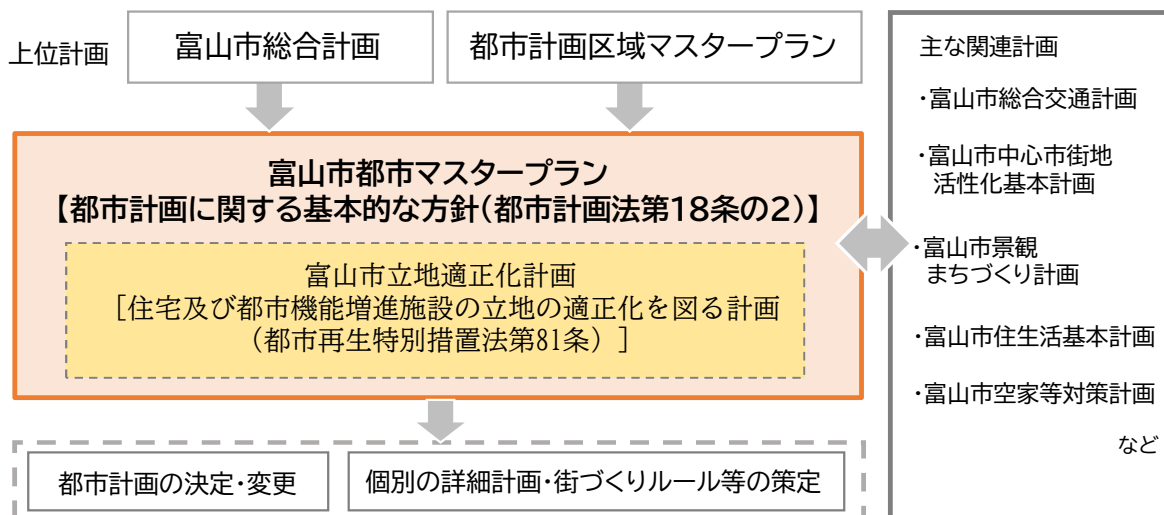 上位計画
富山市総合計画
都市計画区域マスタープラン
富山市都市マスタープラン
【都市計画に関する基本的な方針(都市計画法第18条の2)】
富山市立地適正化計画
[住宅及び都市機能増進施設の立地の適正化を図る計画
(都市再生特別措置法第81条)]
都市計画の決定・変更
個別の詳細計画・街づくりルール等の策定
主な関連計画
・富山市総合交通計画
・富山市中心市街地
活性化基本計画
・富山市景観
まちづくり計画
・富山市住生活基本計画
・富山市空家等対策計画
など